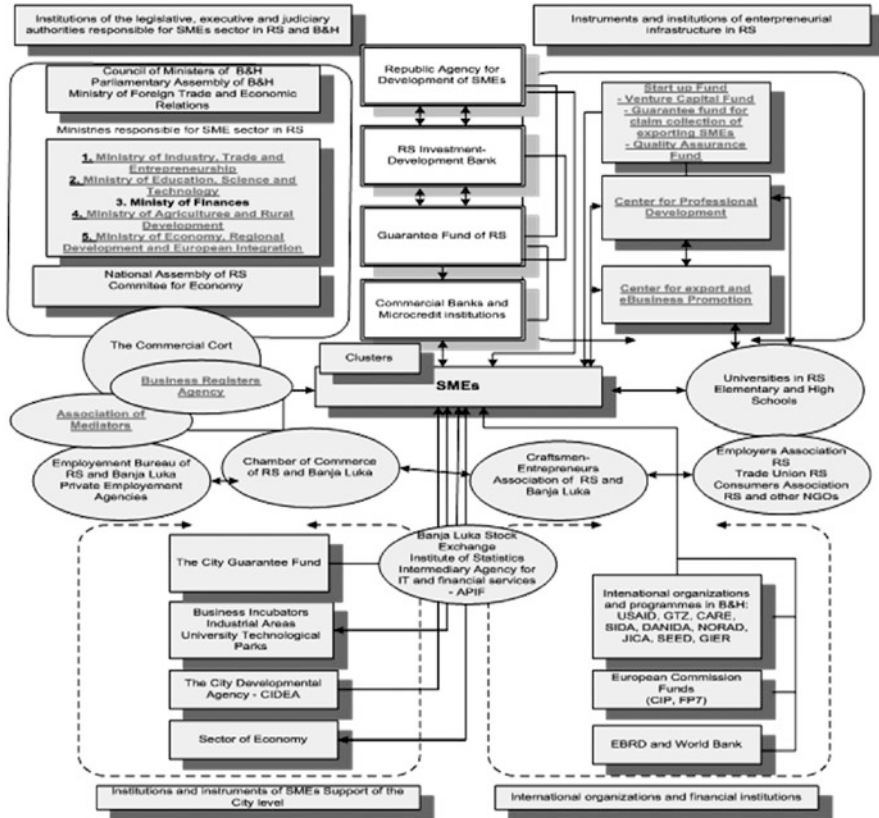 Institutions of the legislative, executive and judiciary
authorities responsible for SMEs sector in RS and B&H
Instruments and institutions of enterpreneurial
infrastructure in RS
Council of Ministers of B&H
Parliamentary Assembly of B&H
Ministry of Foreign Trade and Economic
Relations
Ministries responsible for SME sector in RS
1. Ministry of Industry, Trade and
Entrepreneurship
2. Ministry of Education, Science and
Technology
3. Ministy of Finances
4. Ministry of Agriculturee and Rural
Development
5. Ministry of Economy, Regional
Development and European Integration
National Assembly of RS
Commitee for Economy
Republic Agency for
Development of SMEs
RS Investment-
Development Bank
Guarantee Fund of RS
Commercial Banks and
Microcredit institutions
Start up Fund
- Venture Capital Fund
- Guarantee fund for
claim collection of
exporting SMEs
- Quality Assurance
Fund
Center for Professional
Development
Center for export and
eBusiness Promotion
The Commercial Cort
Business Registers
Agency
Association of
Mediators
Clusters
SMEs
Universities in RS
Elementary and High
Schools
Employement Bureau of
RS and Banja Luka
Private Employement
Agencies
Chamber of Commerce
of RS and Banja Luka
Craftsmen-
Entrepreneurs
Association of RS and
Banja Luka
Employers Association
RS
Trade Union RS
Consumers Association
RS and other NGOs
Banja Luka Stock
Exchange
Institute of Statistics
Intermediary Agency for
IT and financial services
- APIF
The City Guarantee Fund
Business Incubators
Industrial Areas
University Technological
Parks
The City Developmental
Agency - CIDEA
Sector of Economy
Intenational organizations
and programmes in B&H:
USAID, GTZ, CARE,
SIDA, DANIDA, NORAD,
JICA, SEED, GIER
European Commission
Funds
(CIP, FP7)
EBRD and World Bank
Institutions and instruments of SMEs Support of the
City level
International organizations and financial institutions